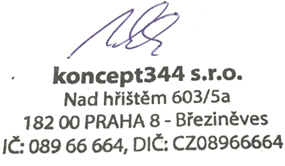 koncept344 s.r.o.
Nad hřištěm 603/5a
182 00 PRAHA 8 - Březiněves
IČ: 089 66 664, DIČ: CZ08966664